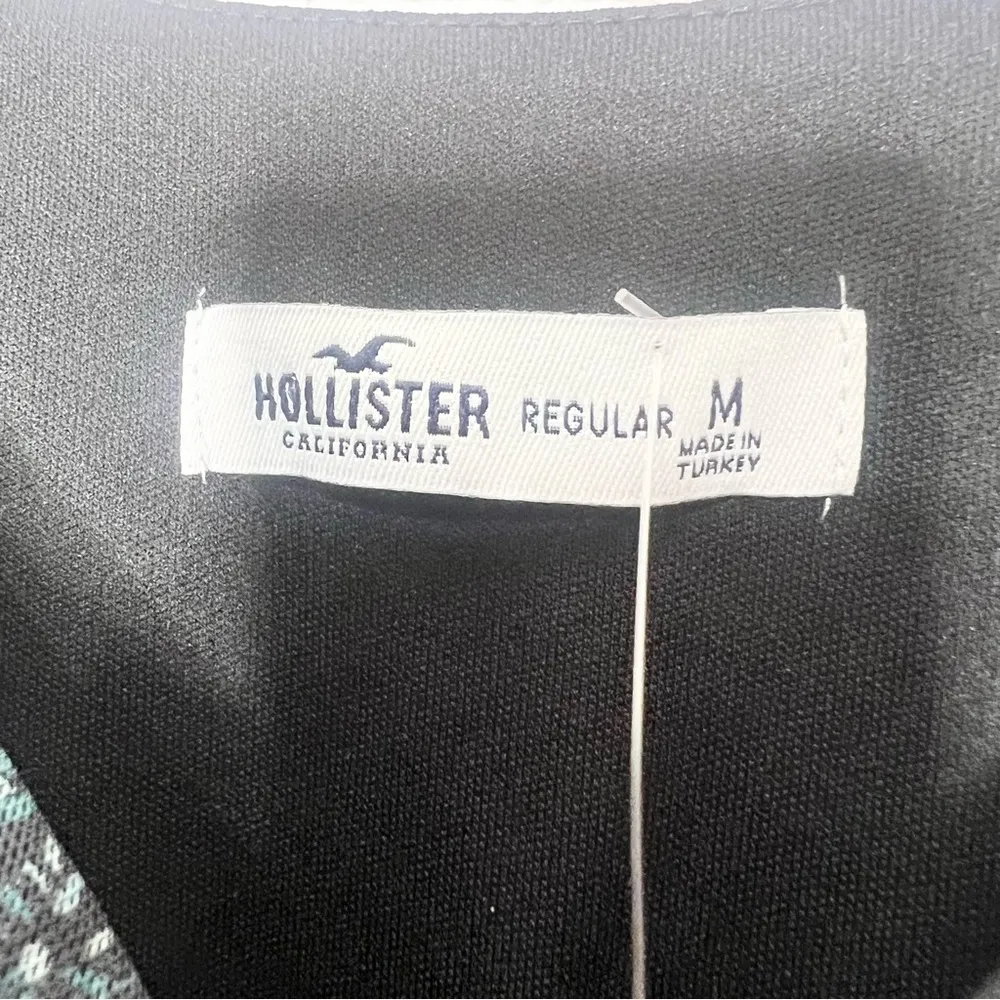 HOLLISTER
CALIFORNIA
REGULAR
M
MADE IN
TURKEY